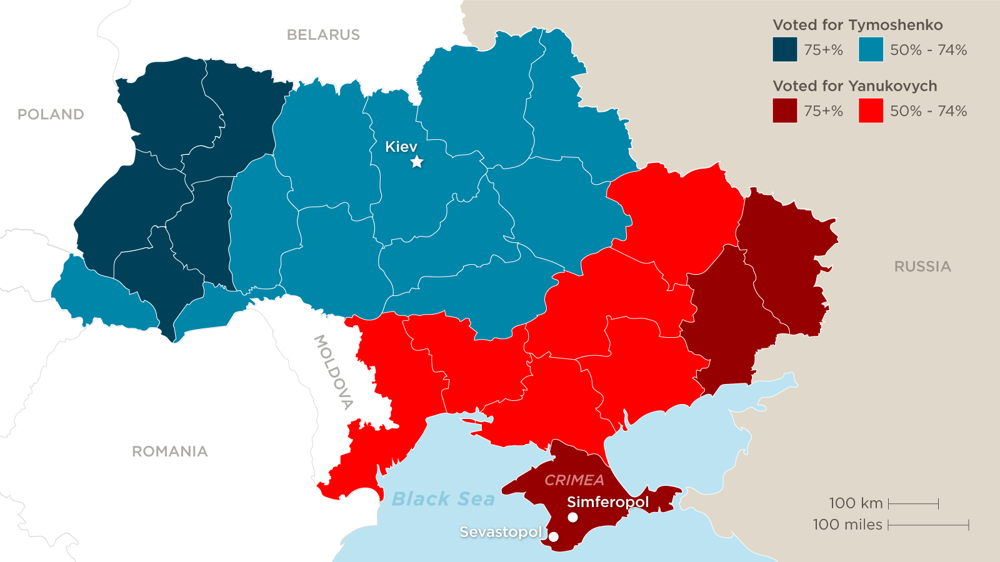 BELARUS
Voted for Tymoshenko
75+% 50% - 74%
Voted for Yanukovych
75+% 50% - 74%
POLAND
Kiev
RUSSIA
MOLDOVA
ROMANIA
CRIMEA
Black Sea
Simferopol
Sevastopol
100 km
100 miles